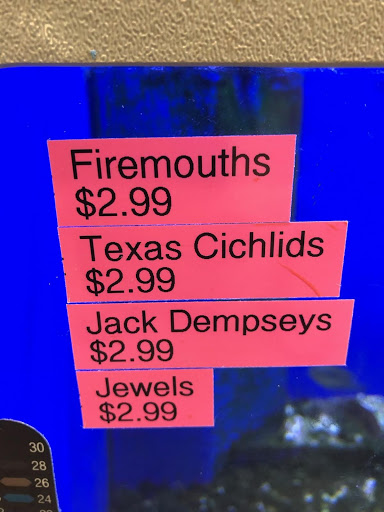 Firemouths
$2.99
Texas Cichlids
$2.99
Jack Dempseys
$2.99
Jewels
$2.99
30
28
26
24